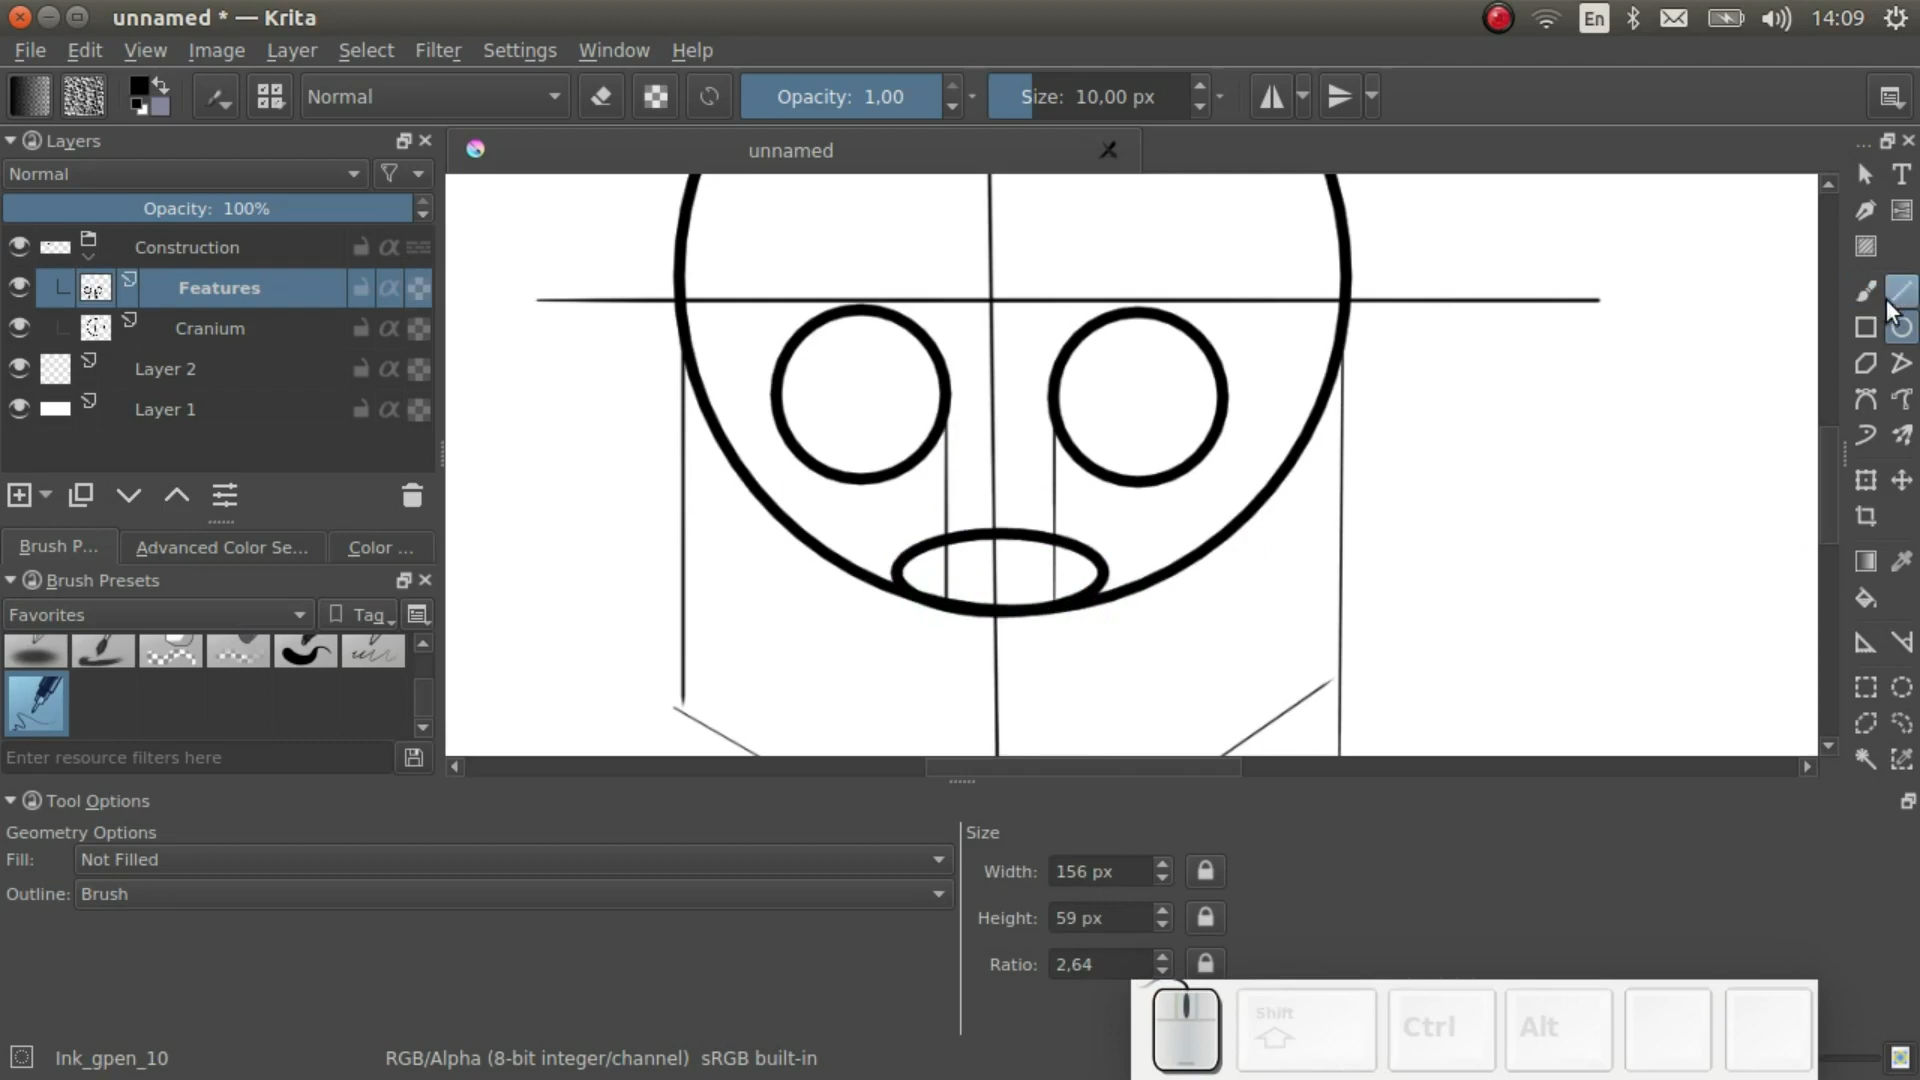 unnamed * — Krita
En
14:09
File Edit View Image Layer Select Filter Settings Window Help
Normal
Opacity: 1,00
Size: 10,00 px
Layers
unnamed
Normal
Opacity: 100%
Construction
Features
Cranium
Layer 2
Layer 1
Brush P...
Advanced Color Se...
Color ...
Brush Presets
Favorites
Tag
Enter resource filters here
Tool Options
Geometry Options
Fill: Not Filled
Outline: Brush
Size
Width: 156 px
Height: 59 px
Ratio: 2,64
Shift
Ctrl
Alt
Ink_gpen_10
RGB/Alpha (8-bit integer/channel) sRGB built-in